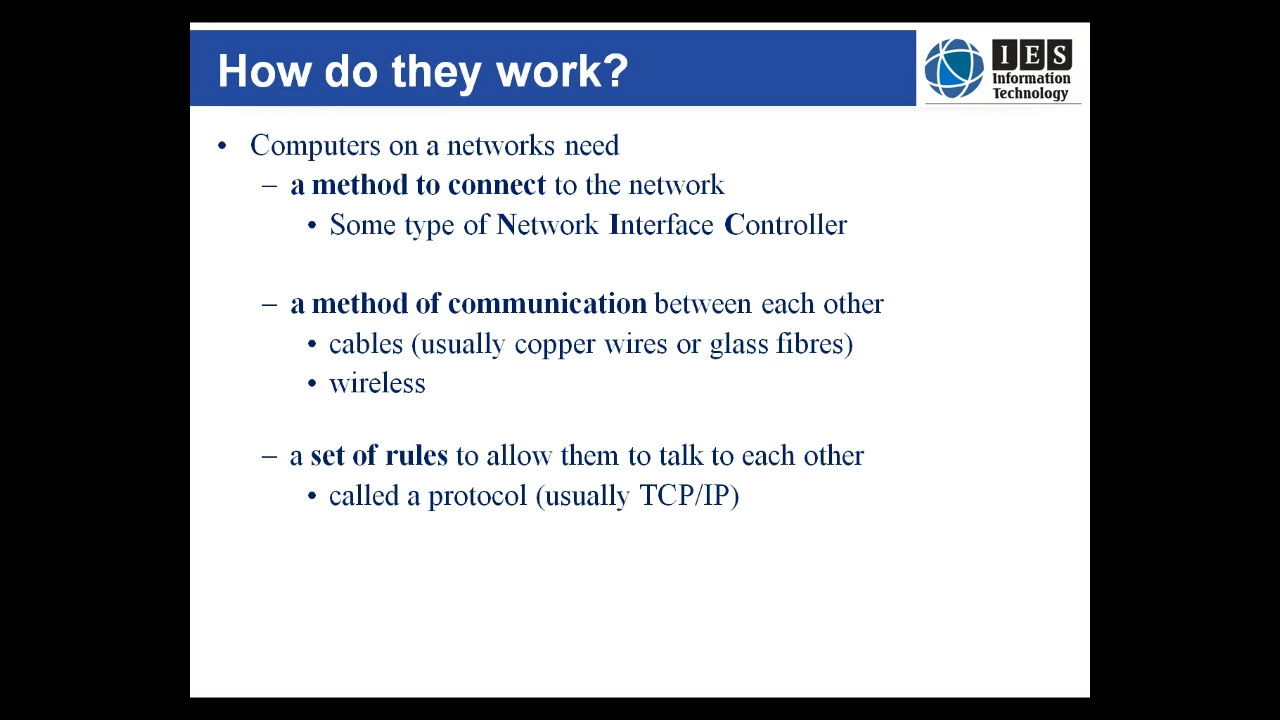 How do they work?
IES
Information
Technology
• Computers on a networks need
– a method to connect to the network
• Some type of Network Interface Controller
– a method of communication between each other
• cables (usually copper wires or glass fibres)
• wireless
– a set of rules to allow them to talk to each other
• called a protocol (usually TCP/IP)